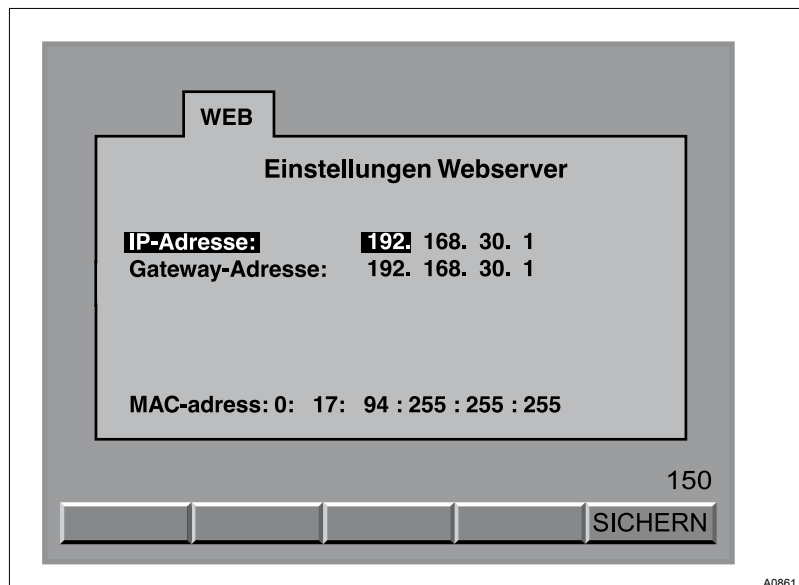 WEB
Einstellungen Webserver
IP-Adresse: 192. 168. 30. 1
Gateway-Adresse: 192. 168. 30. 1
MAC-adress: 0: 17: 94 : 255 : 255 : 255
150
SICHERN
A0861